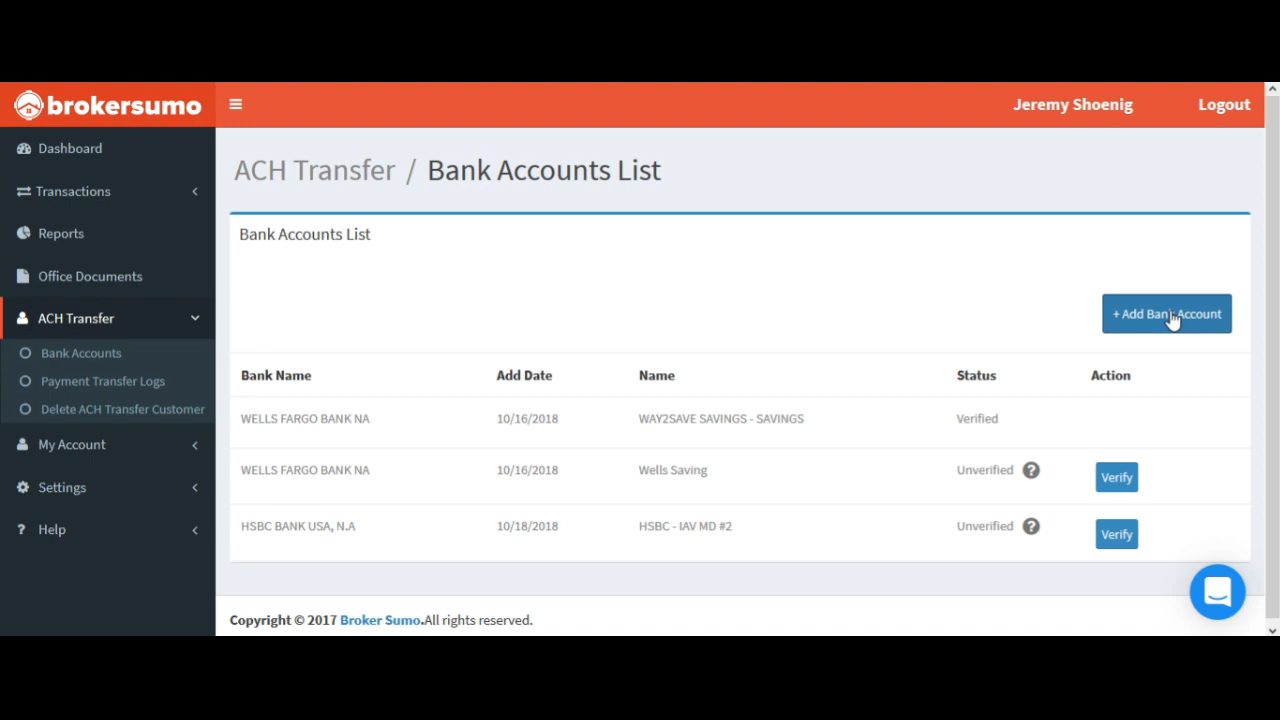 brokersumo
Jeremy Shoenig Logout
Dashboard
Transactions
Reports
Office Documents
ACH Transfer
Bank Accounts
Payment Transfer Logs
Delete ACH Transfer Customer
My Account
Settings
? Help
ACH Transfer / Bank Accounts List
Bank Accounts List
+ Add Bank Account
Bank Name Add Date Name Status Action
WELLS FARGO BANK NA 10/16/2018 WAY2SAVE SAVINGS - SAVINGS Verified
WELLS FARGO BANK NA 10/16/2018 Wells Saving Unverified ? Verify
HSBC BANK USA, N.A 10/18/2018 HSBC - IAV MD #2 Unverified ? Verify
Copyright © 2017 Broker Sumo.All rights reserved.